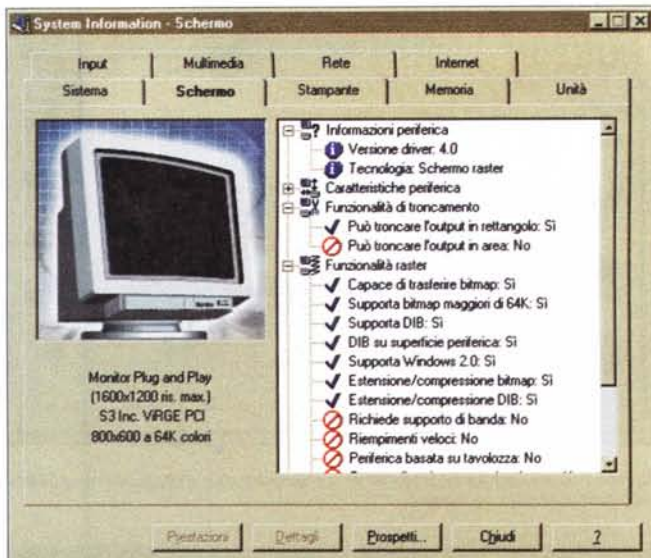 System Information - Schermo
Input Multimedia Rete Internet
Sistema Schermo Stampante Memoria Unità
Informazioni periferica
Versione driver: 4.0
Tecnologia: Schermo raster
Caratteristiche periferica
Funzionalità di troncamento
Può troncare l'output in rettangolo: Sì
Può troncare l'output in area: No
Funzionalità raster
Capace di trasferire bitmap: Sì
Supporta bitmap maggiori di 64K: Sì
Supporta DIB: Sì
DIB su superficie periferica: Sì
Supporta Windows 2.0: Sì
Estensione/compressione bitmap: Sì
Estensione/compressione DIB: Sì
Richiede supporto di banda: No
Riempimenti veloci: No
Periferica basata su tavolozza: No
Monitor Plug and Play
(1600x1200 ris. max.)
S3 Inc. ViRGE PCI
800x600 a 64K colori
Prestazioni Dettagli Prospetti... Chiudi ?